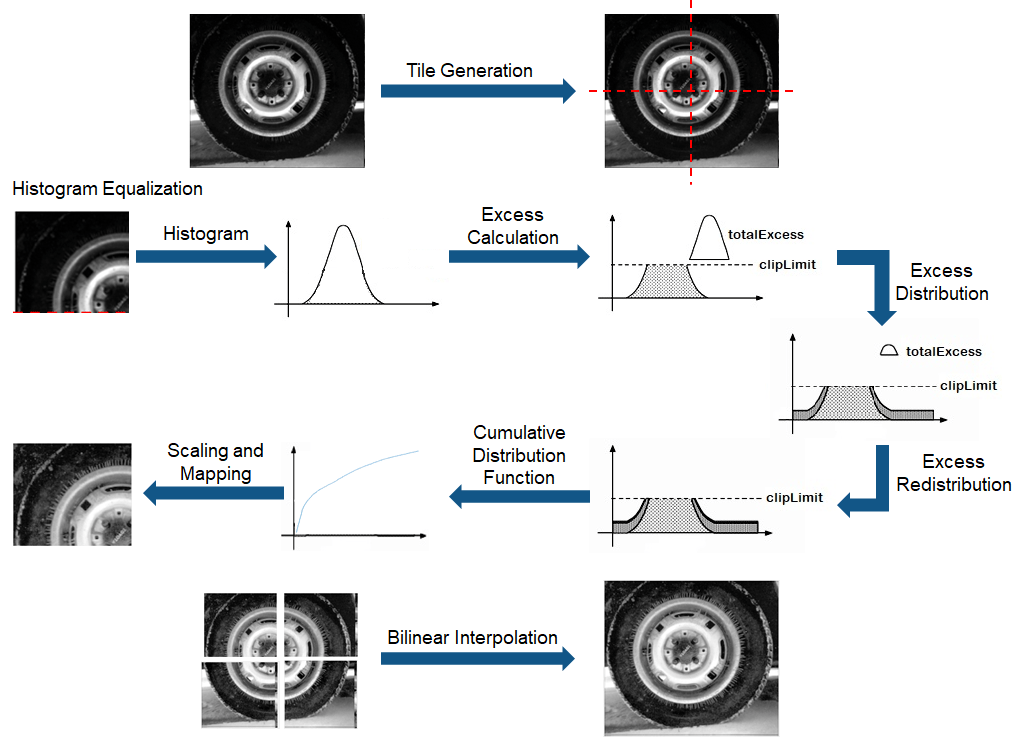 Tile Generation
Histogram Equalization
Histogram
Excess
Calculation
totalExcess
clipLimit
Excess
Distribution
totalExcess
clipLimit
Excess
Redistribution
clipLimit
Cumulative
Distribution
Function
Scaling and
Mapping
Bilinear Interpolation